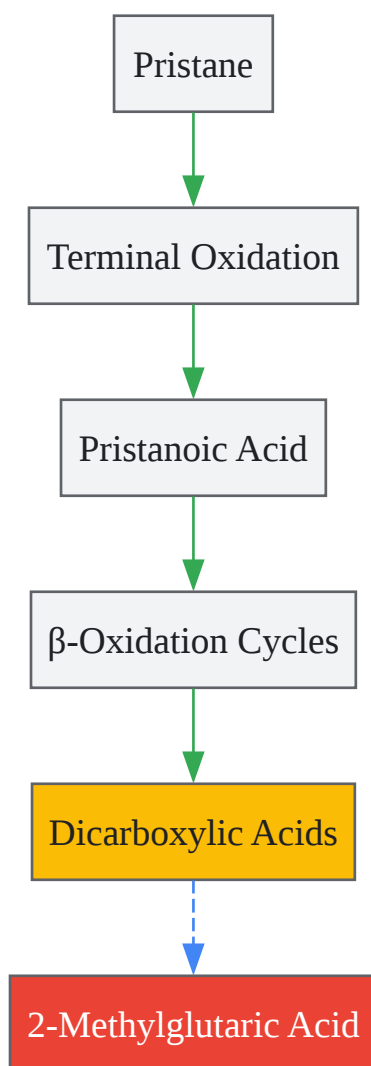 Pristane
Terminal Oxidation
Pristanoic Acid
β-Oxidation Cycles
Dicarboxylic Acids
2-Methylglutaric Acid